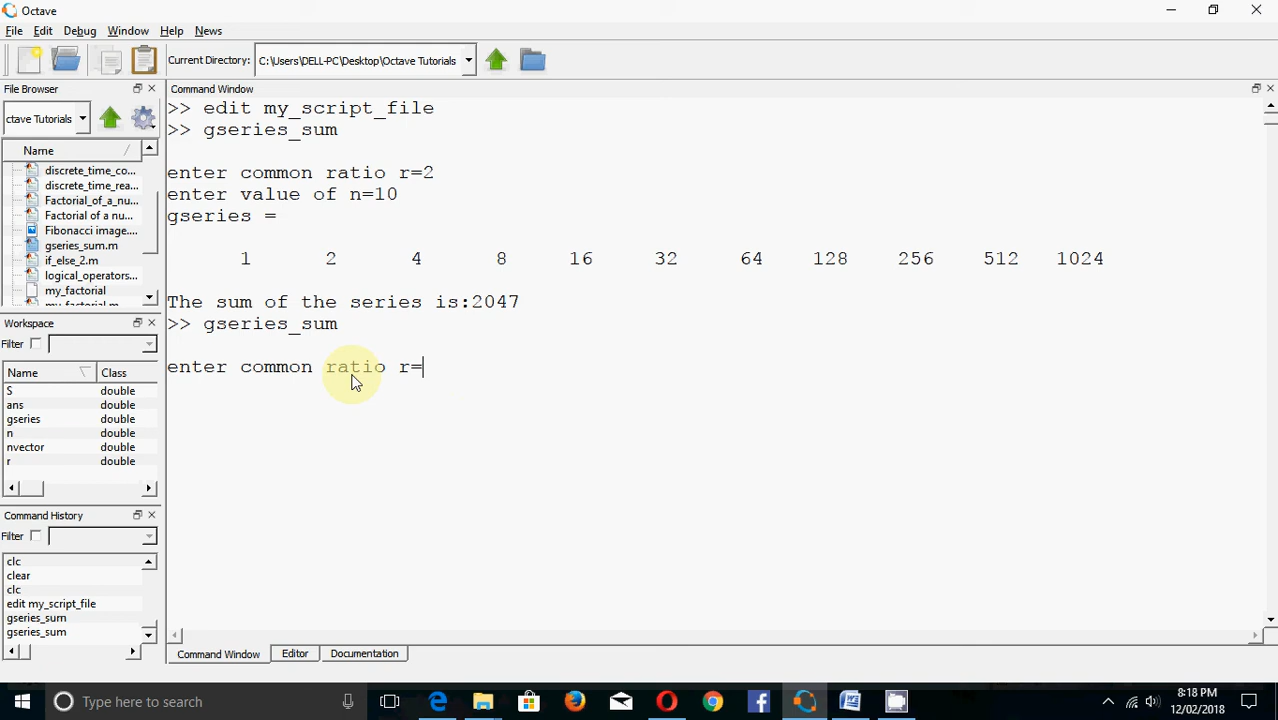 Octave
File Edit Debug Window Help News
Current Directory: C:\Users\DELL-PC\Desktop\Octave Tutorials
File Browser
ctave Tutorials
Name
discrete_time_co...
discrete_time_rea...
Factorial_of_a_nu...
Factorial of a nu...
Fibonacci image....
gseries_sum.m
if_else_2.m
logical_operators...
my_factorial
my_factorial.m
Workspace
Filter
Name Class
S double
ans double
gseries double
n double
nvector double
r double
Command History
Filter
clc
clear
clc
edit my_script_file
gseries_sum
gseries_sum
Command Window
>> edit my_script_file
>> gseries_sum
enter common ratio r=2
enter value of n=10
gseries =
1 2 4 8 16 32 64 128 256 512 1024
The sum of the series is:2047
>> gseries_sum
enter common ratio r=
Command Window Editor Documentation
Type here to search
8:18 PM
12/02/2018